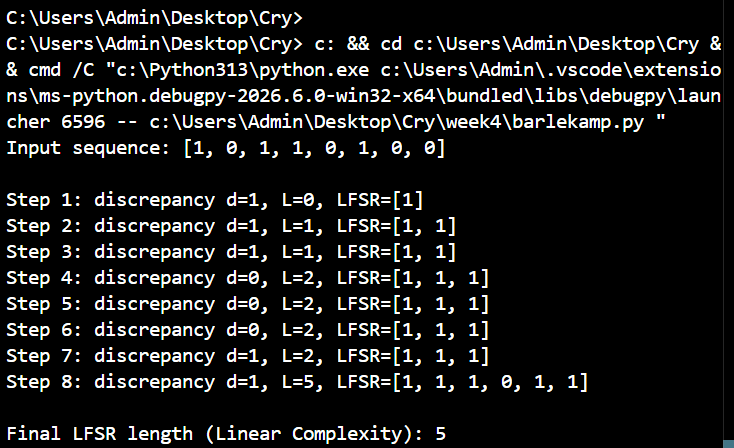 C:\Users\Admin\Desktop\Cry>
C:\Users\Admin\Desktop\Cry> c: && cd c:\Users\Admin\Desktop\Cry &
& cmd /C "c:\Python313\python.exe c:\Users\Admin\.vscode\extensio
ns\ms-python.debugpy-2026.6.0-win32-x64\bundled\libs\debugpy\laun
cher 6596 -- c:\Users\Admin\Desktop\Cry\week4\barlekamp.py "
Input sequence: [1, 0, 1, 1, 0, 1, 0, 0]

Step 1: discrepancy d=1, L=0, LFSR=[1]
Step 2: discrepancy d=1, L=1, LFSR=[1, 1]
Step 3: discrepancy d=1, L=1, LFSR=[1, 1]
Step 4: discrepancy d=0, L=2, LFSR=[1, 1, 1]
Step 5: discrepancy d=0, L=2, LFSR=[1, 1, 1]
Step 6: discrepancy d=0, L=2, LFSR=[1, 1, 1]
Step 7: discrepancy d=1, L=2, LFSR=[1, 1, 1]
Step 8: discrepancy d=1, L=5, LFSR=[1, 1, 1, 0, 1, 1]

Final LFSR length (Linear Complexity): 5